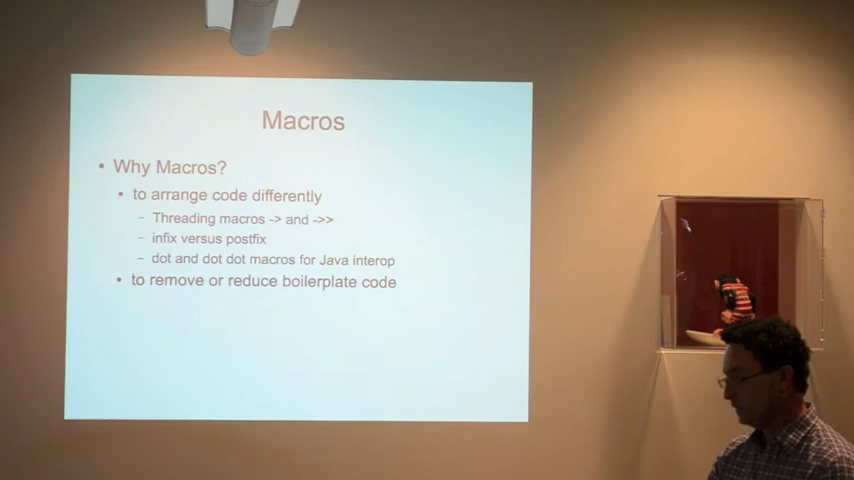 Macros
• Why Macros?
• to arrange code differently
– Threading macros -> and ->>
– infix versus postfix
– dot and dot dot macros for Java interop
• to remove or reduce boilerplate code